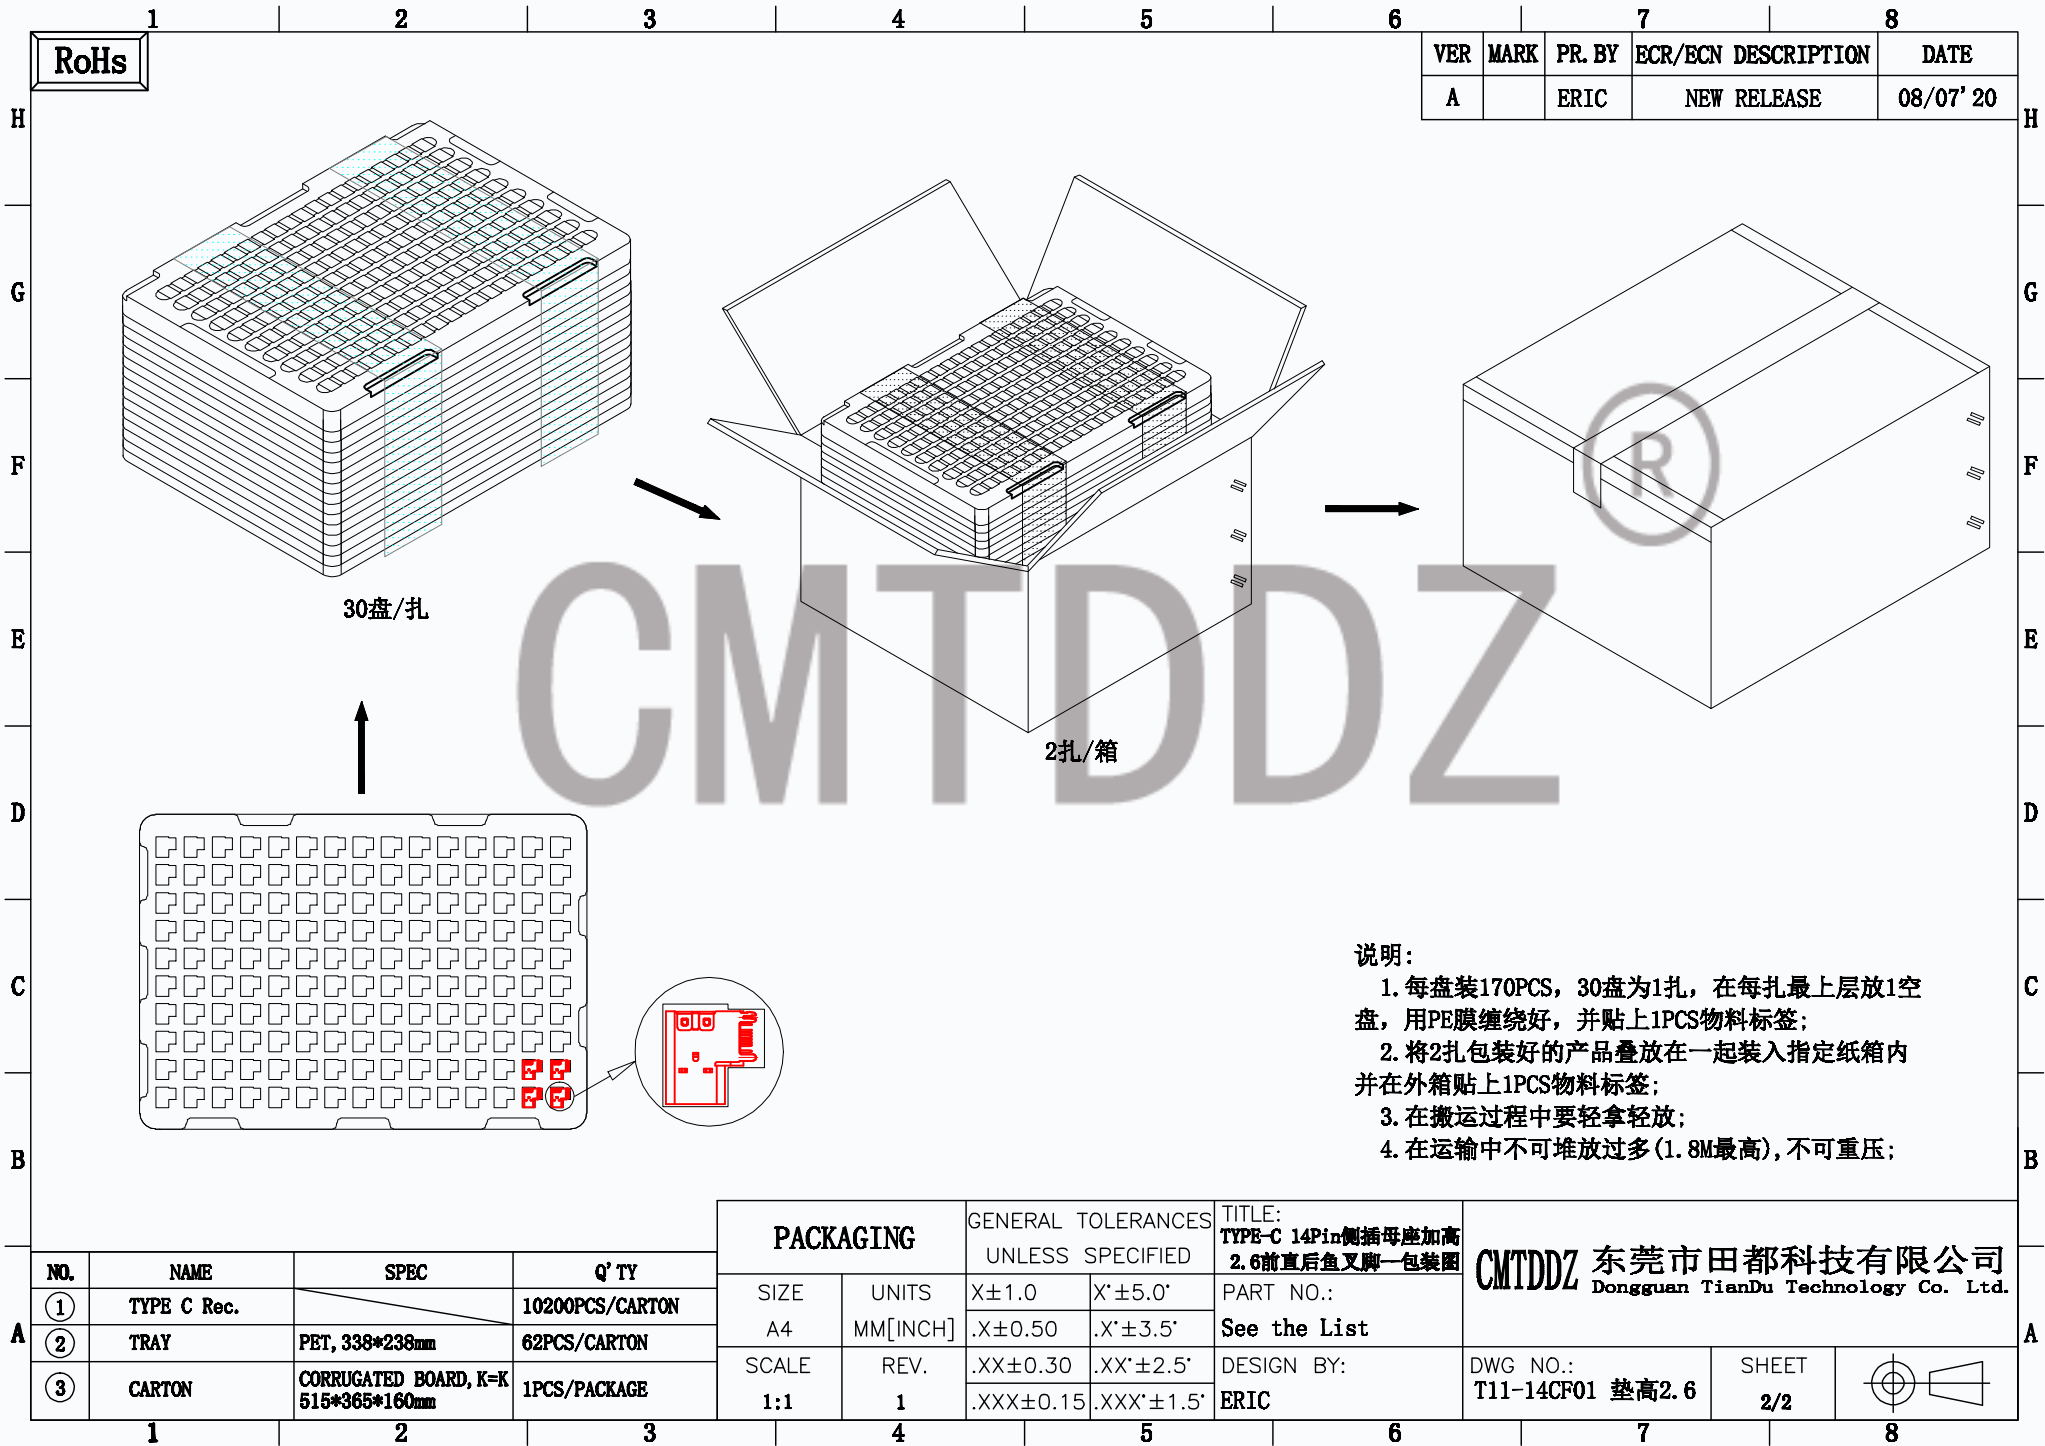 1 2 3 4 5 6 7 8
RoHs
VER MARK PR.BY ECR/ECN DESCRIPTION DATE
A ERIC NEW RELEASE 08/07'20
H H
G G
F F
E E
D D
C C
B B
A A
30盘/扎
2扎/箱
®
CMTDDZ
说明:
1.每盘装170PCS，30盘为1扎，在每扎最上层放1空
盘，用PE膜缠绕好，并贴上1PCS物料标签;
2.将2扎包装好的产品叠放在一起装入指定纸箱内
并在外箱贴上1PCS物料标签;
3.在搬运过程中要轻拿轻放;
4.在运输中不可堆放过多(1.8M最高),不可重压;
NO. NAME SPEC Q'TY
1 TYPE C Rec. 10200PCS/CARTON
2 TRAY PET,338*238mm 62PCS/CARTON
3 CARTON CORRUGATED BOARD,K=K 1PCS/PACKAGE
515*365*160mm
PACKAGING
GENERAL TOLERANCES
UNLESS SPECIFIED
SIZE UNITS X±1.0 X°±5.0°
A4 MM[INCH] .X±0.50 .X°±3.5°
SCALE REV. .XX±0.30 .XX°±2.5°
1:1 1 .XXX±0.15 .XXX°±1.5°
TITLE:
TYPE-C 14Pin侧插母座加高
2.6前直后鱼叉脚一包装图
PART NO.:
See the List
DESIGN BY:
ERIC
CMTDDZ 东莞市田都科技有限公司
Dongguan TianDu Technology Co. Ltd.
DWG NO.:
T11-14CF01 垫高2.6
SHEET
2/2
1 2 3 4 5 6 7 8